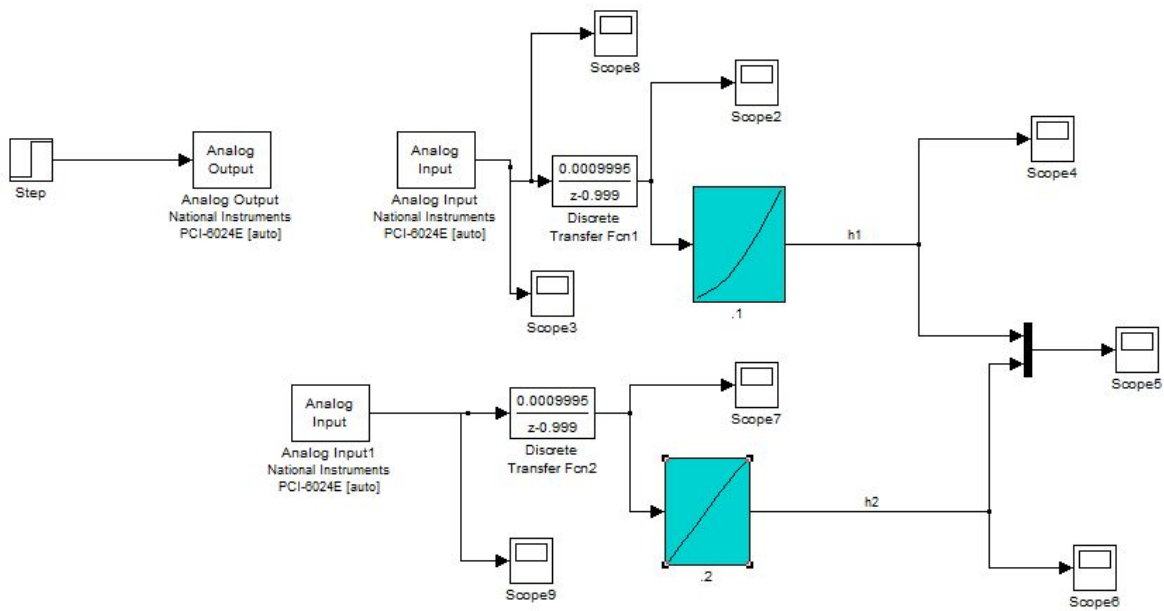 Scope8
Scope2
Scope4
Step
Analog
Output
Analog Output
National Instruments
PCI-6024E [auto]
Analog
Input
Analog Input
National Instruments
PCI-6024E [auto]
0.0009995
z-0.999
Discrete
Transfer Fcn1
Scope3
.1
h1
Scope5
Analog
Input
Analog Input1
National Instruments
PCI-6024E [auto]
0.0009995
z-0.999
Discrete
Transfer Fcn2
Scope7
.2
h2
Scope9
Scope6